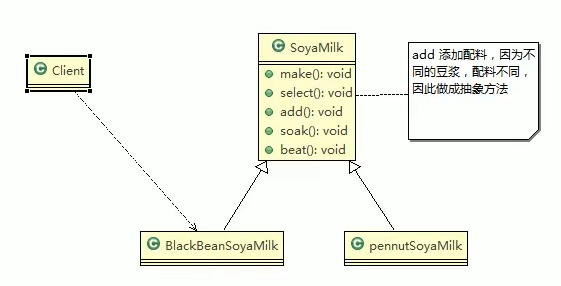 Client
SoyaMilk
make(): void
select(): void
add(): void
soak(): void
beat(): void
add 添加配料，因为不
同的豆浆，配料不同，
因此做成抽象方法
BlackBeanSoyaMilk
pennutSoyaMilk